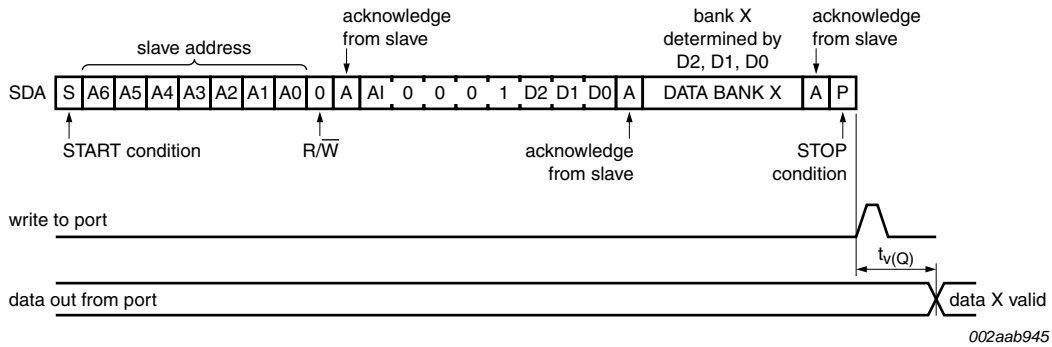 acknowledge
from slave
bank X
determined by
D2, D1, D0
acknowledge
from slave
slave address
SDA S A6 A5 A4 A3 A2 A1 A0 0 A AI 0 0 0 1 D2 D1 D0 A DATA BANK X A P
START condition
R/W̅
acknowledge
from slave
STOP
condition
write to port
tv(Q)
data out from port
data X valid
002aab945